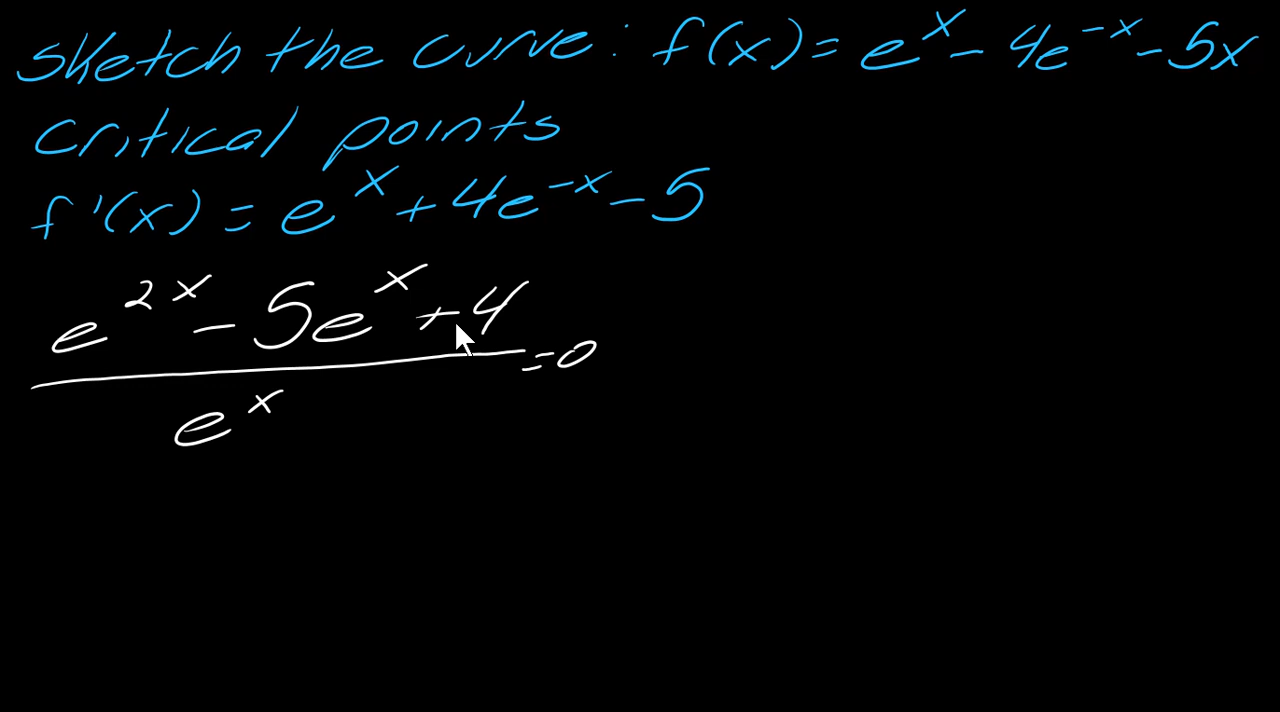 sketch the curve: f(x) = e^x - 4e^-x - 5x
critical points
f'(x) = e^x + 4e^-x - 5
e^2x - 5e^x + 4
= 0
e^x